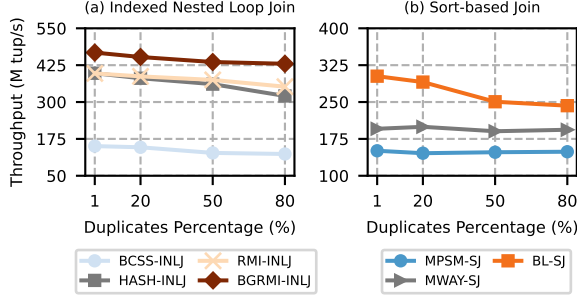 (a) Indexed Nested Loop Join
(b) Sort-based Join
Throughput (M tup/s)
550
425
300
175
50
1
20
50
80
Duplicates Percentage (%)
400
325
250
175
100
1
20
50
80
Duplicates Percentage (%)
BCSS-INLJ
RMI-INLJ
HASH-INLJ
BGRMI-INLJ
MPSM-SJ
BL-SJ
MWAY-SJ